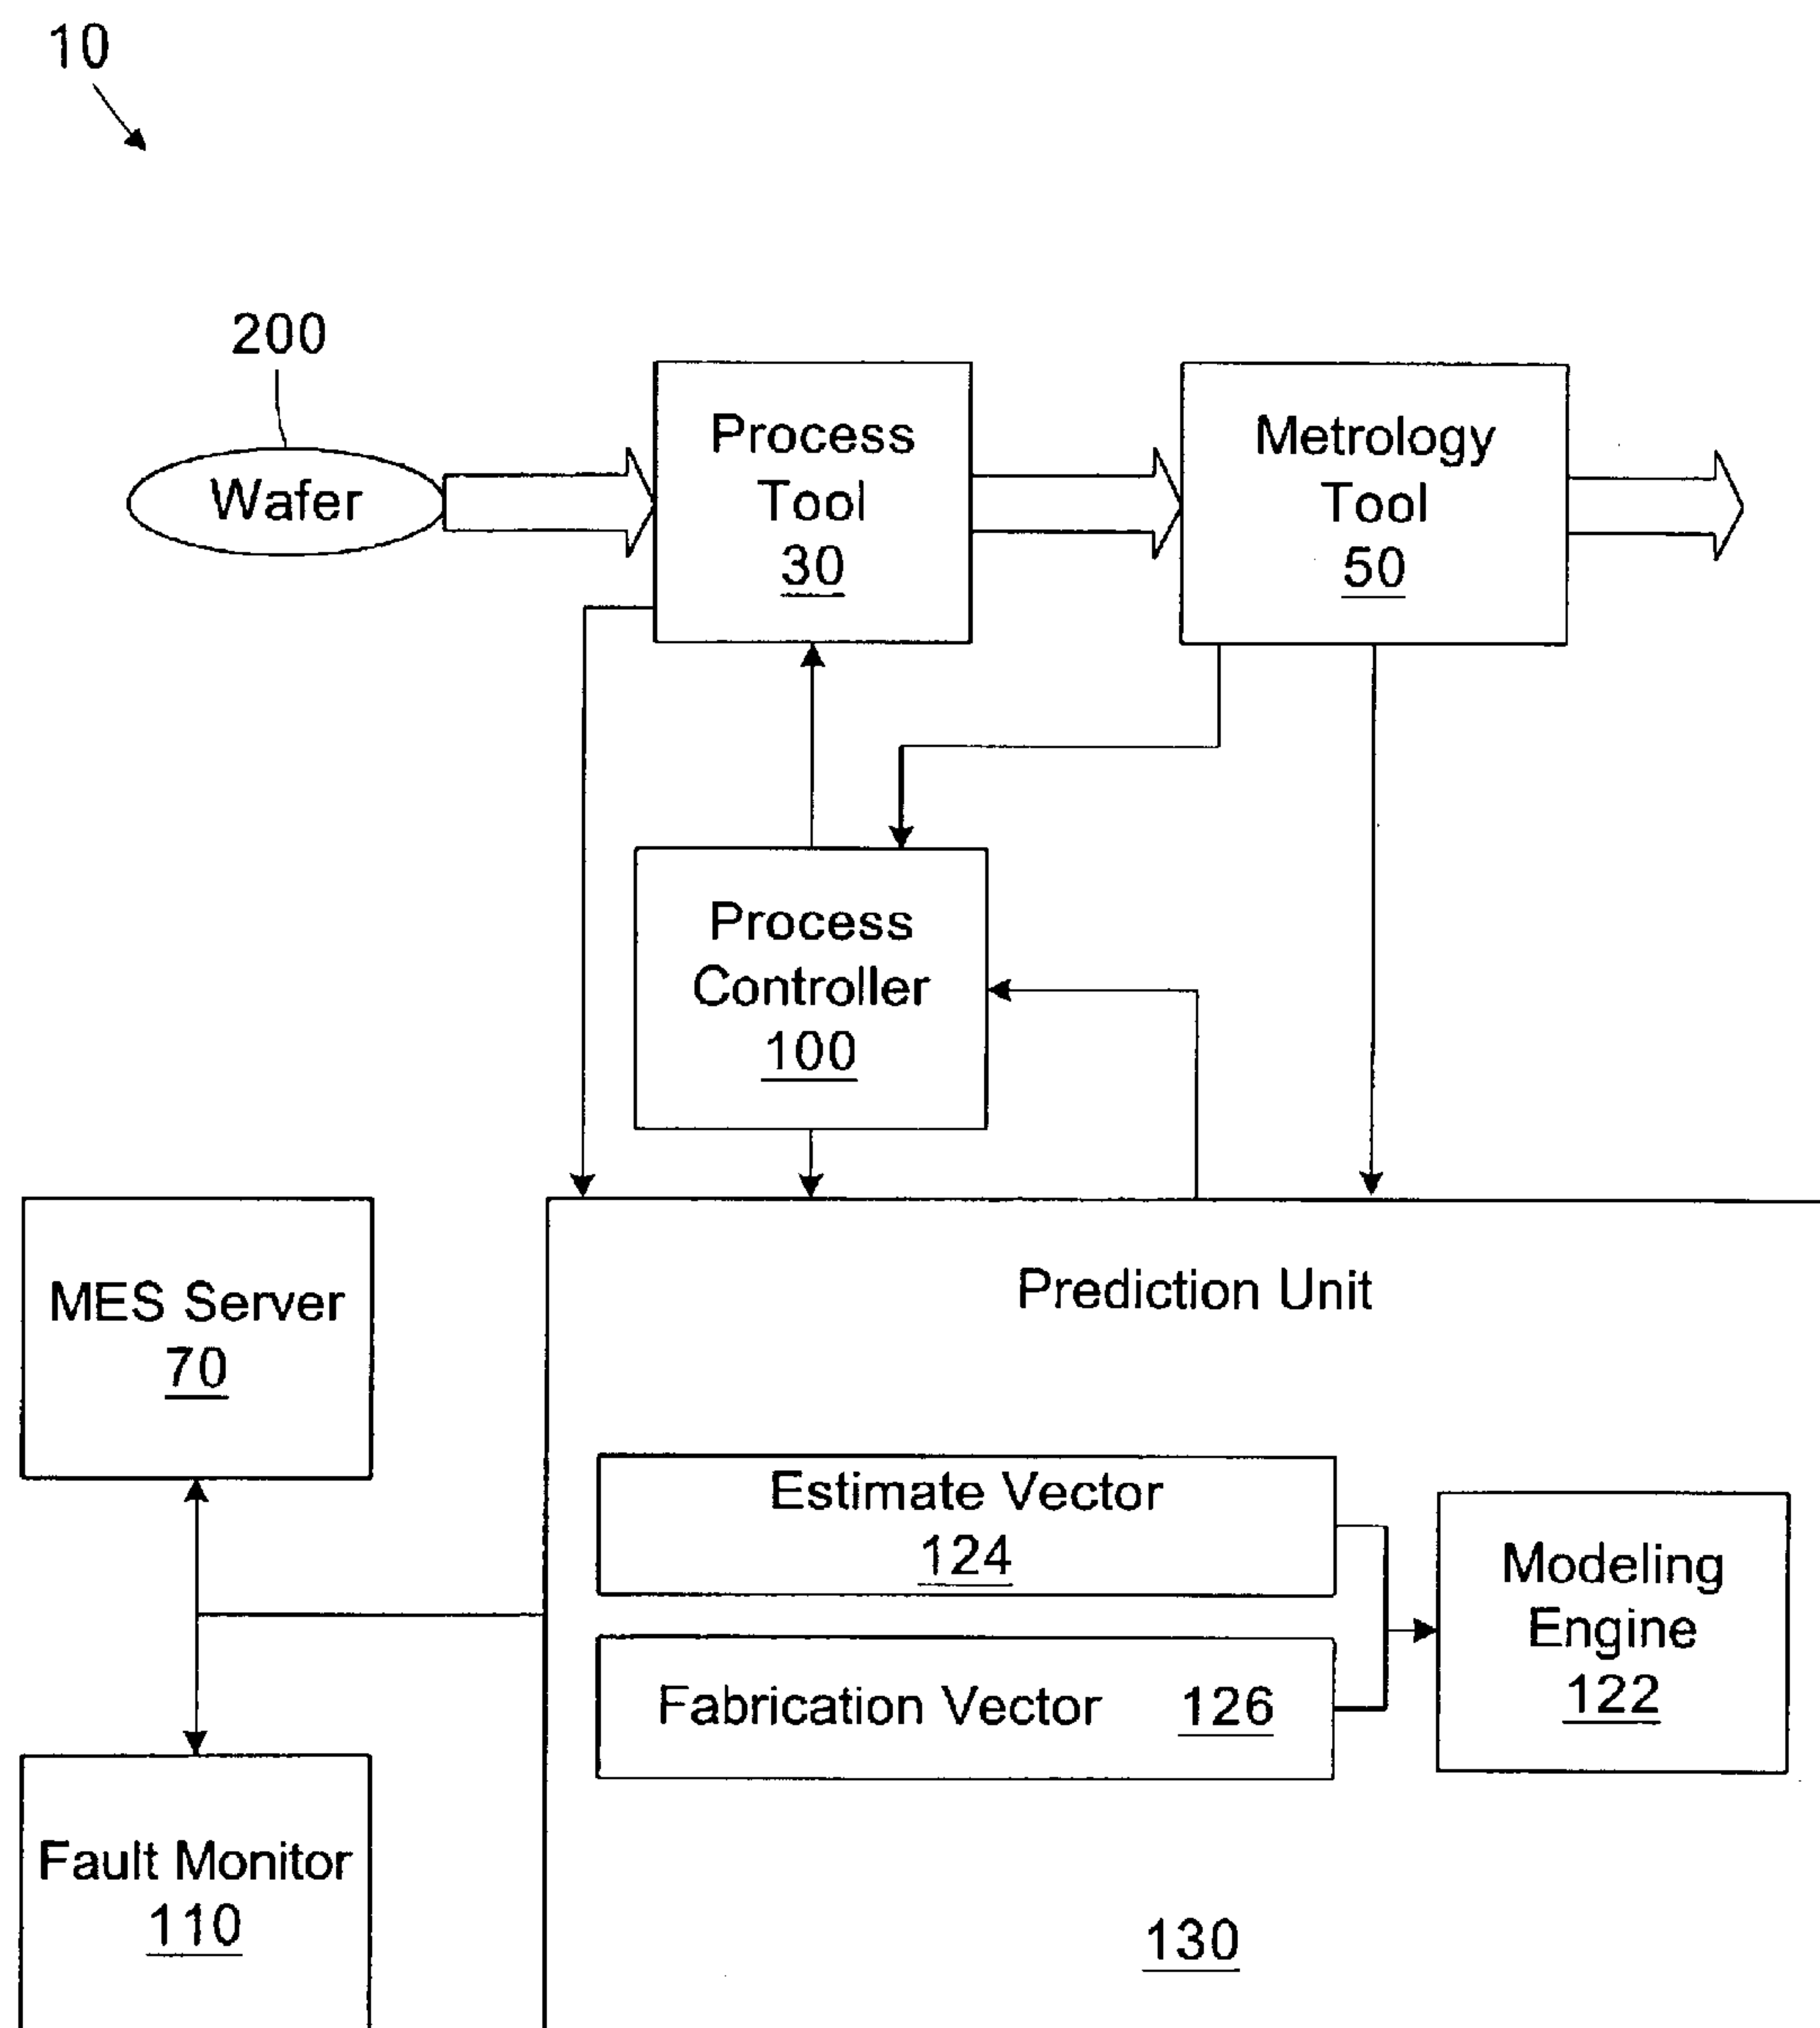 10
200
Wafer
Process
Tool
30
Metrology
Tool
50
Process
Controller
100
MES Server
70
Prediction Unit
Estimate Vector
124
Fabrication Vector 126
Modeling
Engine
122
Fault Monitor
110
130